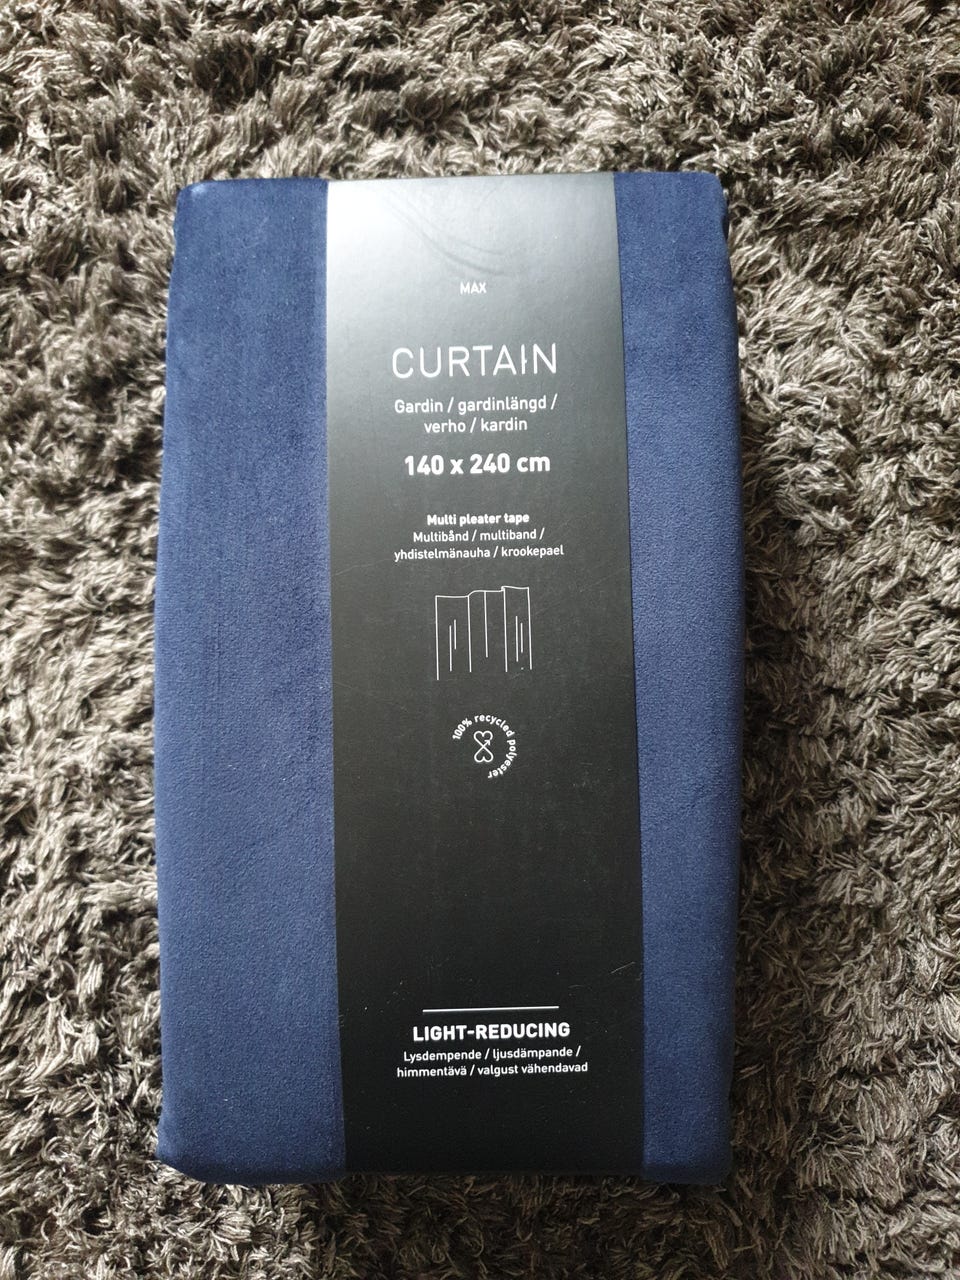 MAX
CURTAIN
Gardin / gardinlängd /
verho / kardin
140 x 240 cm
Multi pleater tape
Multibånd / multiband /
yhdistelmänauha / krookepael
100% recycled polyester
LIGHT-REDUCING
Lysdempende / ljusdämpande /
himmentävä / valgust vähendavad